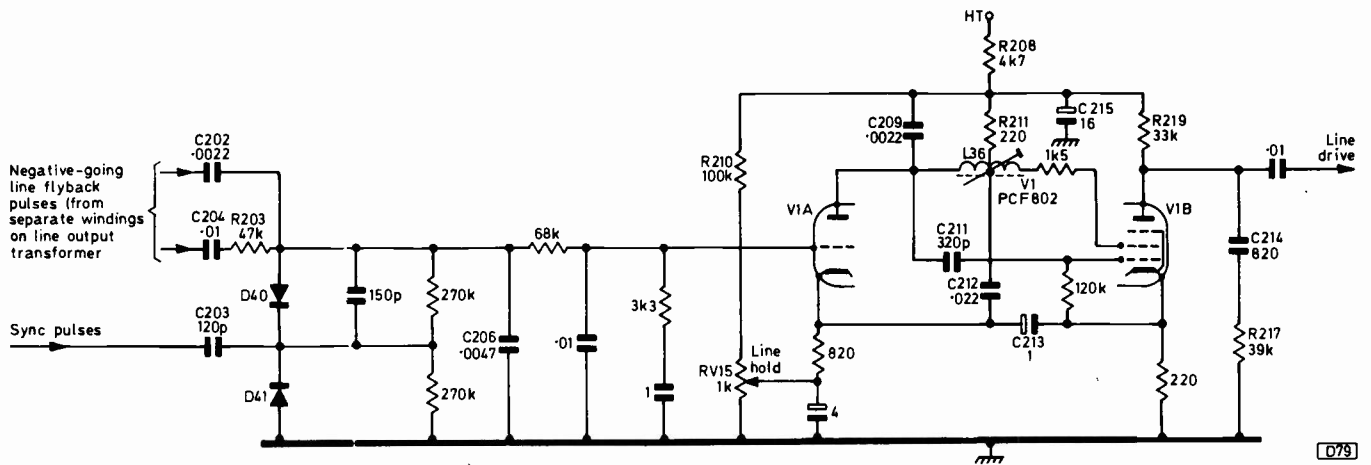 HT
R208
4k7
C209
·0022
R211
220
C215
16
R219
33k
·01
Line
drive
C202
·0022
Negative-going
line flyback
pulses (from
separate windings
on line output
transformer
C204
·01
R203
47k
R210
100k
L36
1k5
V1
PCF802
V1A
V1B
68k
C211
320p
C214
820
D40
150p
270k
3k3
C212
·022
120k
Sync pulses
C203
120p
C206
·0047
·01
C213
1
R217
39k
Line
hold
820
RV15
1k
D41
270k
1
4
220
D79